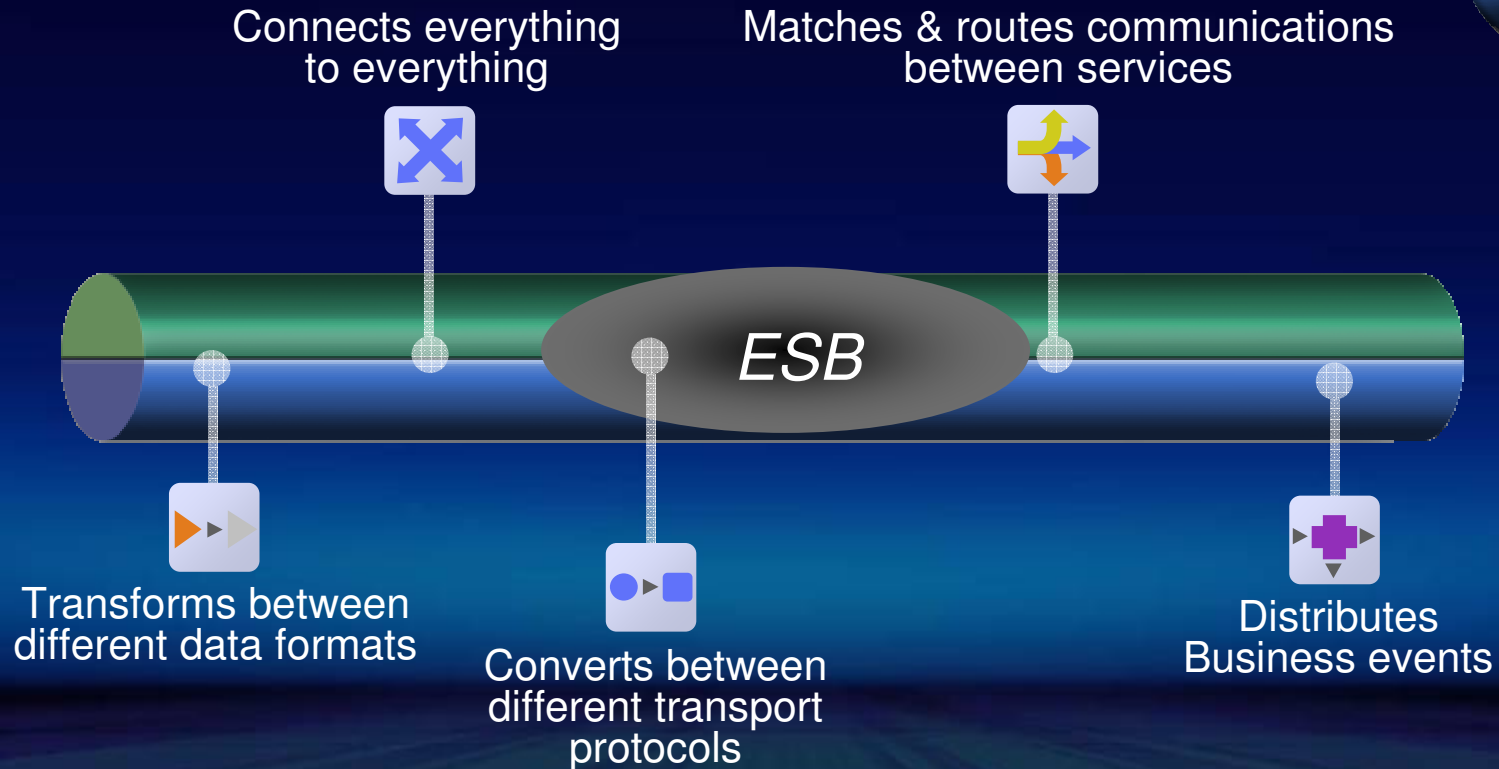 Connects everything
to everything
Matches & routes communications
between services
ESB
Transforms between
different data formats
Converts between
different transport
protocols
Distributes
Business events